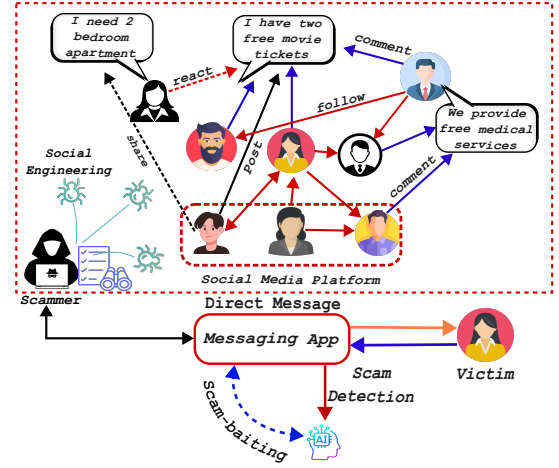 I need 2
bedroom
apartment
I have two
free movie
tickets
comment
react
follow
We provide
free medical
services
share
Post
comment
Social
Engineering
Scammer
Social Media Platform
Direct Message
Messaging App
Victim
Scam
Detection
Scam-baiting
AI